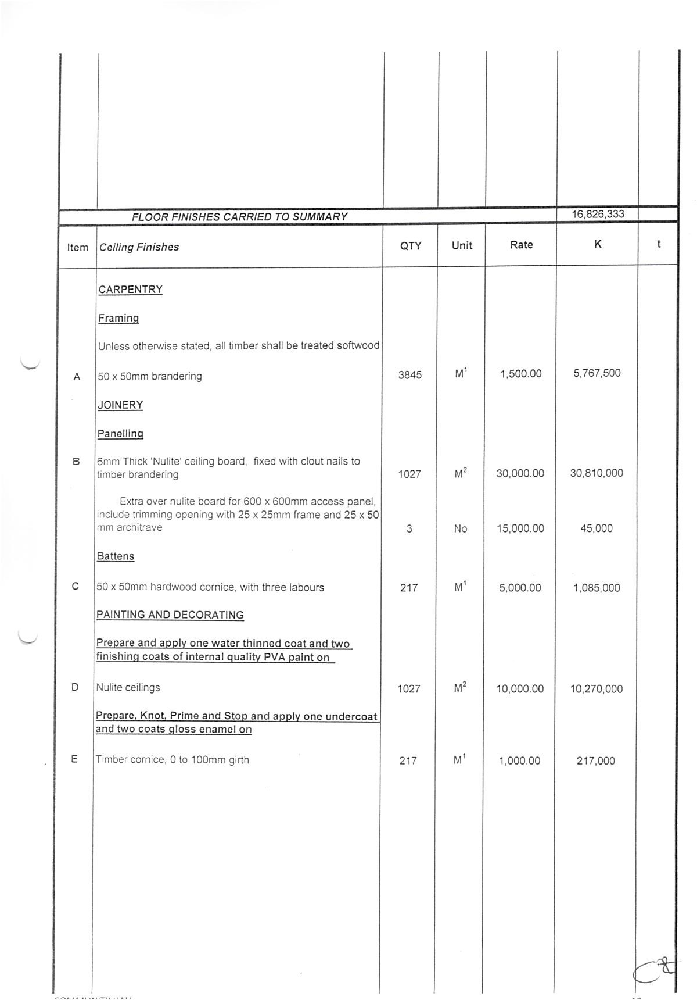 FLOOR FINISHES CARRIED TO SUMMARY 16,826,333
Item Ceiling Finishes QTY Unit Rate K t
CARPENTRY
Framing
Unless otherwise stated, all timber shall be treated softwood
A 50 x 50mm brandering 3845 M¹ 1,500.00 5,767,500
JOINERY
Panelling
B 6mm Thick 'Nulite' ceiling board, fixed with clout nails to
timber brandering 1027 M² 30,000.00 30,810,000
Extra over nulite board for 600 x 600mm access panel,
include trimming opening with 25 x 25mm frame and 25 x 50
mm architrave 3 No 15,000.00 45,000
Battens
C 50 x 50mm hardwood cornice, with three labours 217 M¹ 5,000.00 1,085,000
PAINTING AND DECORATING
Prepare and apply one water thinned coat and two
finishing coats of internal quality PVA paint on
D Nulite ceilings 1027 M² 10,000.00 10,270,000
Prepare, Knot, Prime and Stop and apply one undercoat
and two coats gloss enamel on
E Timber cornice, 0 to 100mm girth 217 M¹ 1,000.00 217,000
COMMUNITY HALL